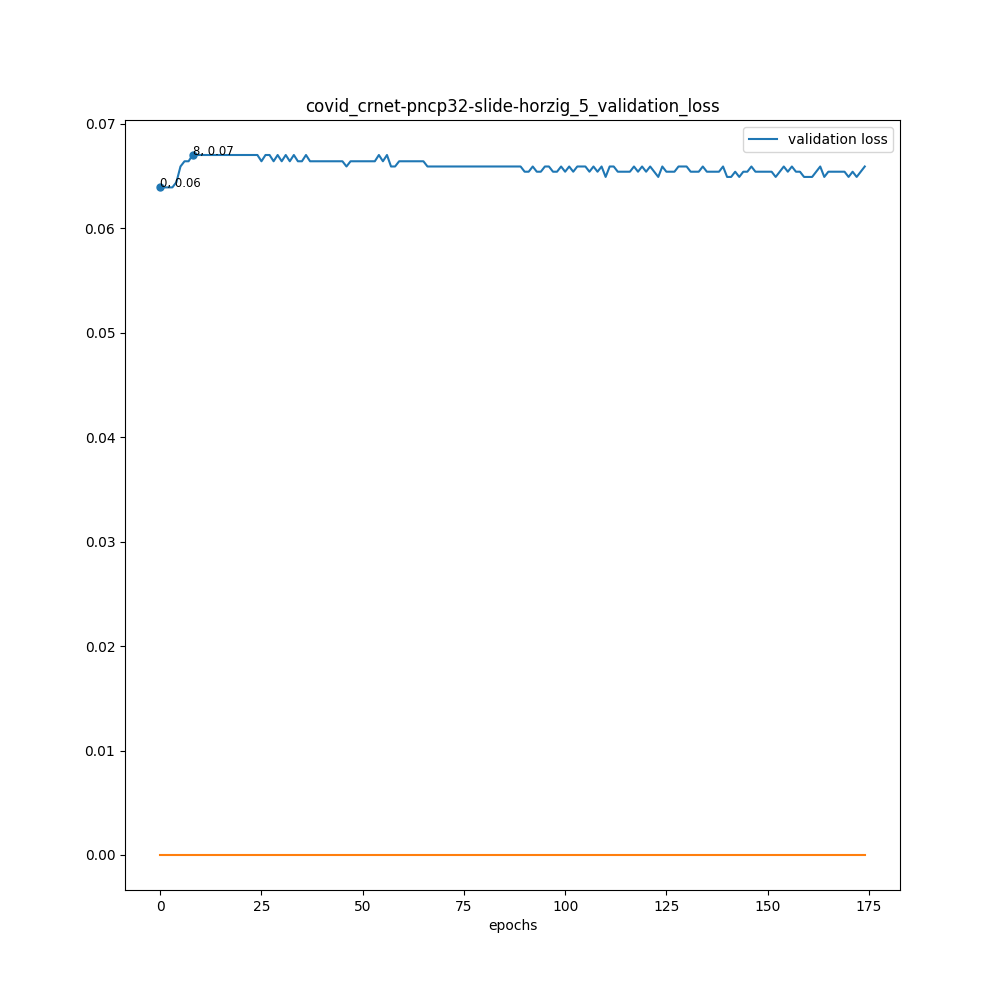 covid_crnet-pncp32-slide-horzig_5_validation_loss
validation loss
0.07
8, 0.07
0, 0.06
0.06
0.05
0.04
0.03
0.02
0.01
0.00
0 25 50 75 100 125 150 175
epochs